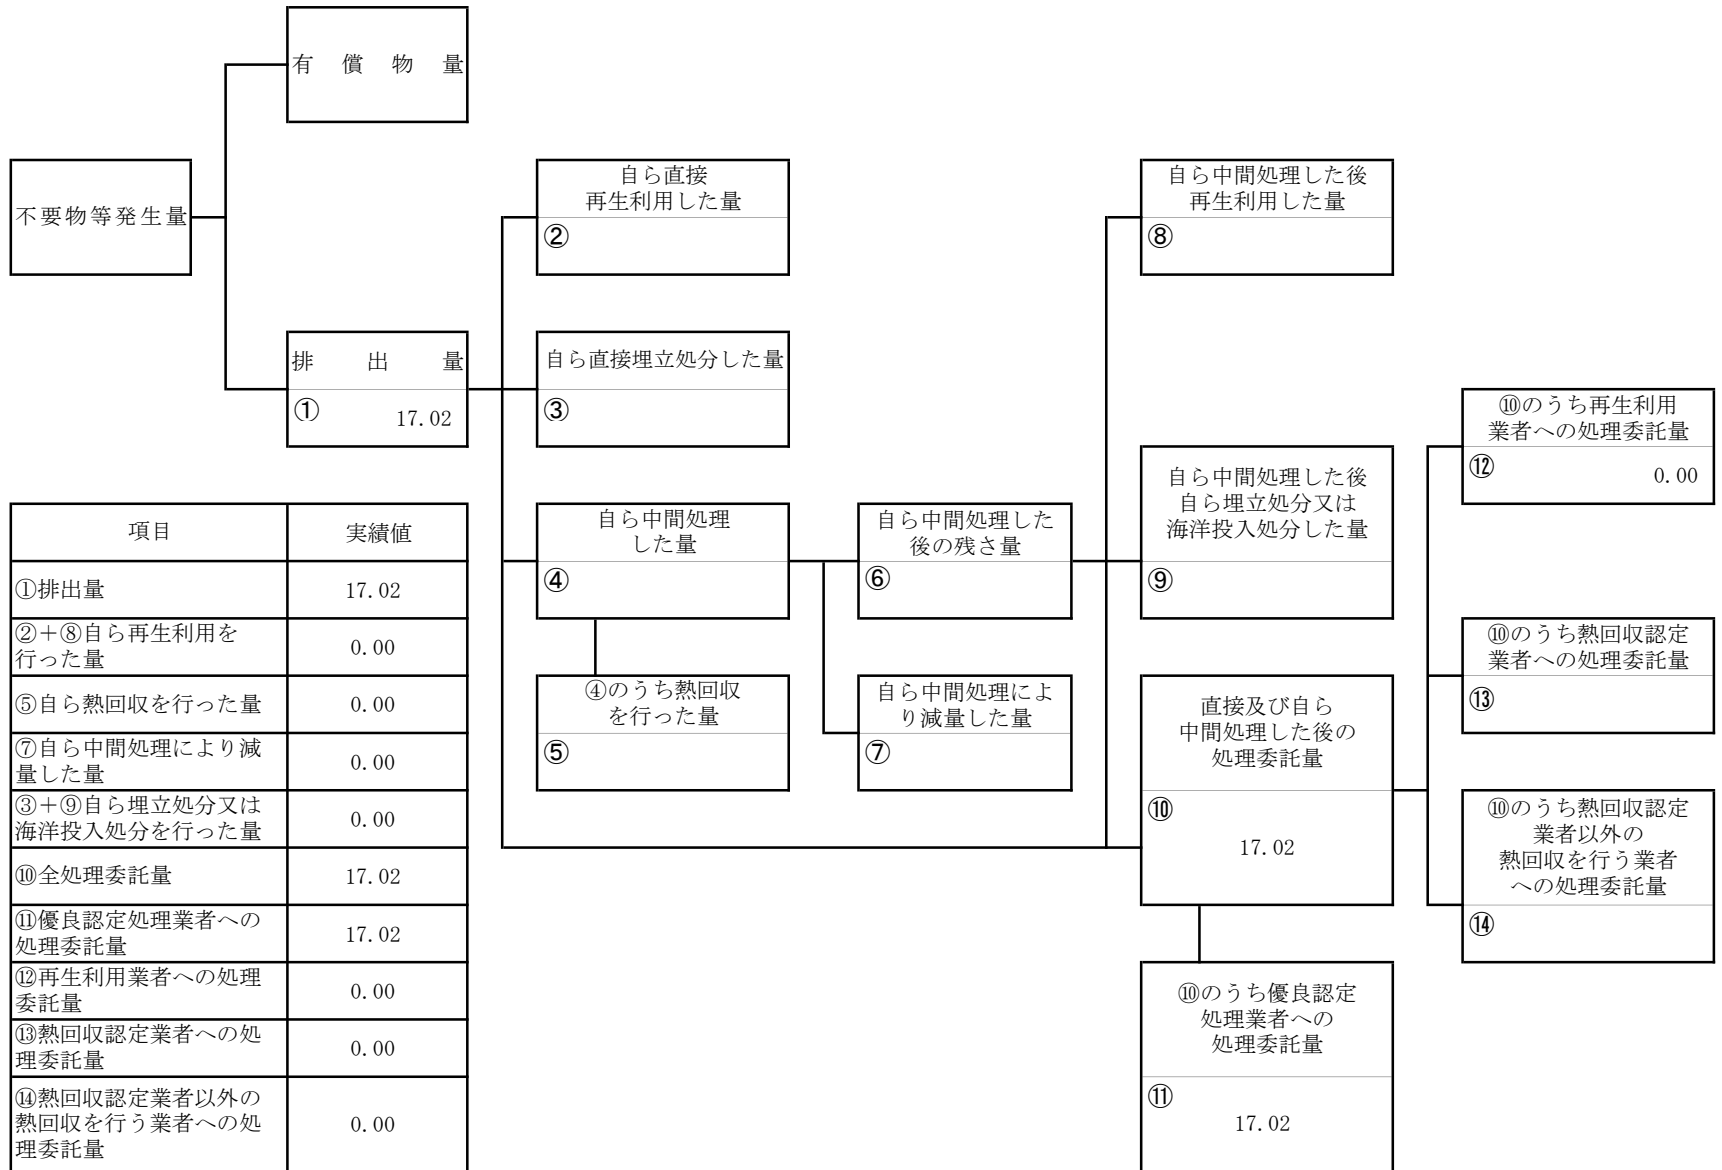 有償物量
不要物等発生量
自ら直接
再生利用した量
②
自ら中間処理した後
再生利用した量
⑧
排出量
① 17.02
自ら直接埋立処分した量
③
⑩のうち再生利用
業者への処理委託量
⑫ 0.00
自ら中間処理
した量
④
自ら中間処理した
後の残さ量
⑥
自ら中間処理した後
自ら埋立処分又は
海洋投入処分した量
⑨
⑩のうち熱回収認定
業者への処理委託量
⑬
④のうち熱回収
を行った量
⑤
自ら中間処理によ
り減量した量
⑦
直接及び自ら
中間処理した後の
処理委託量
⑩
17.02
⑩のうち熱回収認定
業者以外の
熱回収を行う業者
への処理委託量
⑭
⑩のうち優良認定
処理業者への
処理委託量
⑪
17.02
項目 実績値
①排出量 17.02
②+⑧自ら再生利用を
行った量 0.00
⑤自ら熱回収を行った量 0.00
⑦自ら中間処理により減
量した量 0.00
③+⑨自ら埋立処分又は
海洋投入処分を行った量 0.00
⑩全処理委託量 17.02
⑪優良認定処理業者への
処理委託量 17.02
⑫再生利用業者への処理
委託量 0.00
⑬熱回収認定業者への処
理委託量 0.00
⑭熱回収認定業者以外の
熱回収を行う業者への処 0.00
理委託量